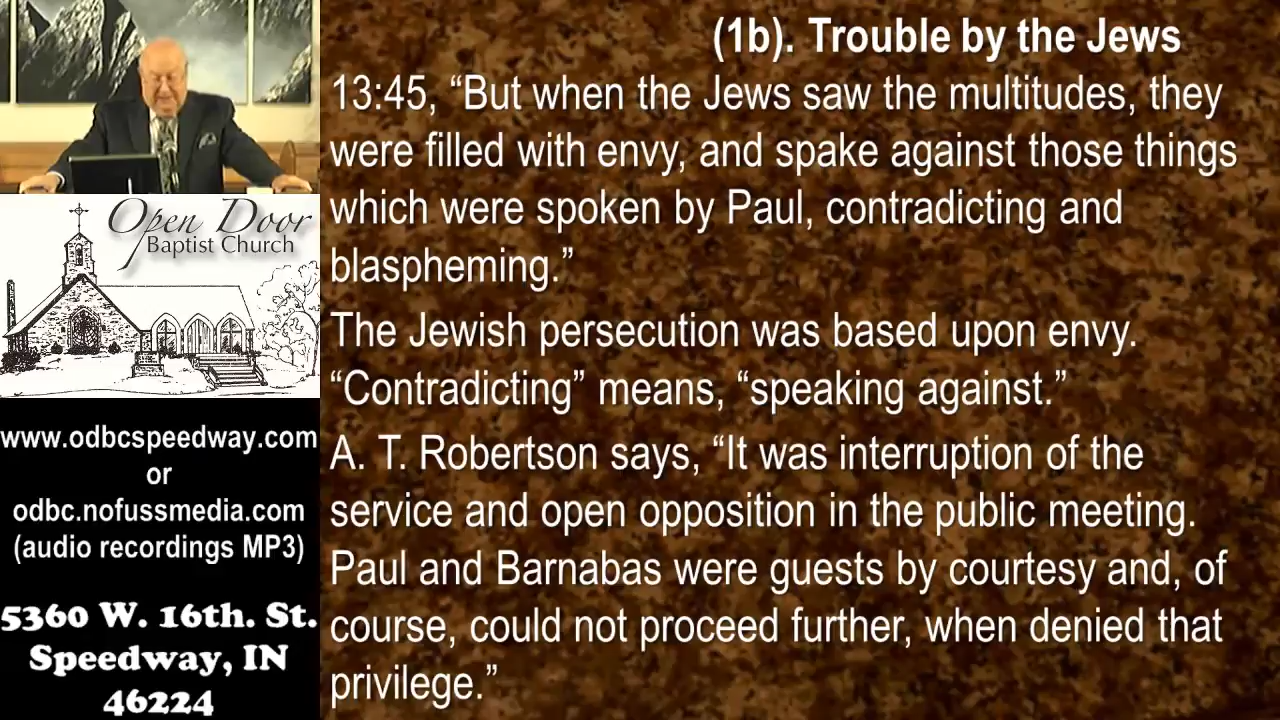 Open Door
Baptist Church
www.odbcspeedway.com
or
odbc.nofussmedia.com
(audio recordings MP3)
5360 W. 16th. St.
Speedway, IN
46224
(1b). Trouble by the Jews
13:45, “But when the Jews saw the multitudes, they
were filled with envy, and spake against those things
which were spoken by Paul, contradicting and
blaspheming.”
The Jewish persecution was based upon envy.
“Contradicting” means, “speaking against.”
A. T. Robertson says, “It was interruption of the
service and open opposition in the public meeting.
Paul and Barnabas were guests by courtesy and, of
course, could not proceed further, when denied that
privilege.”